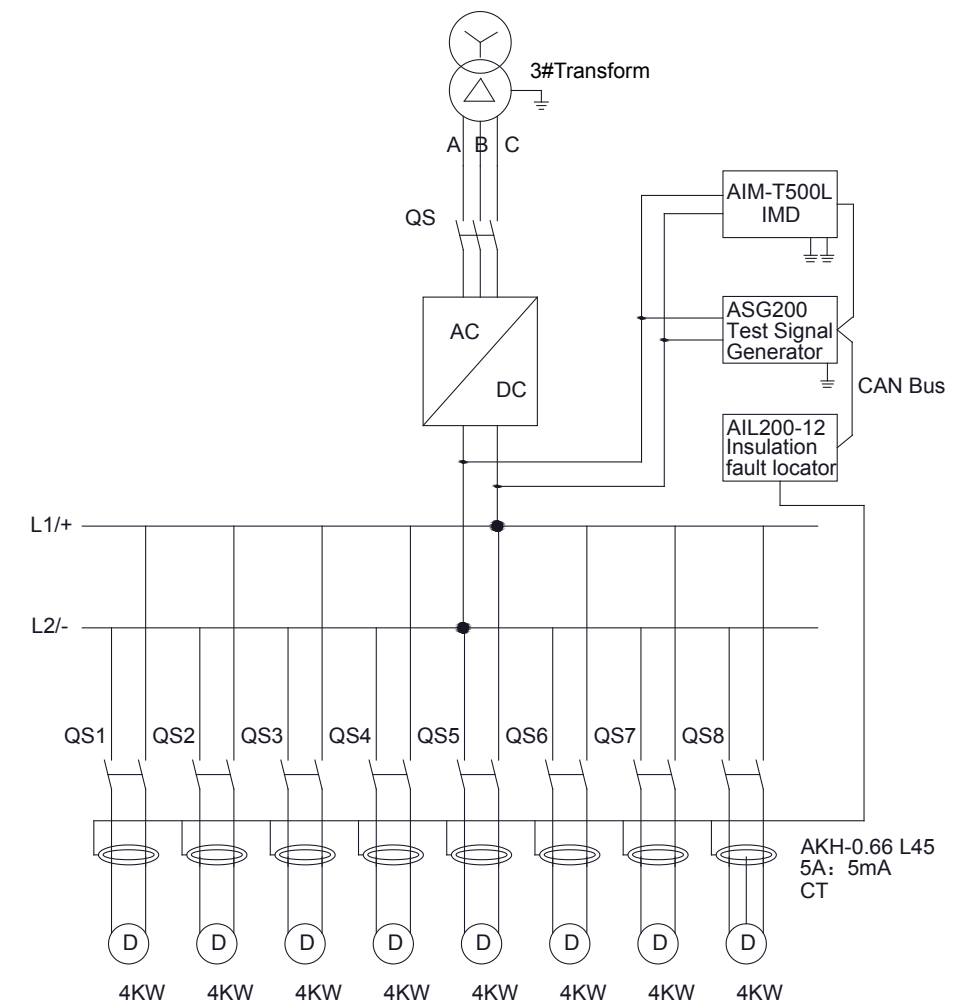 3#Transform
A B C
QS
AIM-T500L
IMD
AC
DC
ASG200
Test Signal
Generator
CAN Bus
AIL200-12
Insulation
fault locator
L1/+
L2/-
QS1 QS2 QS3 QS4 QS5 QS6 QS7 QS8
AKH-0.66 L45
5A：5mA
CT
D D D D D D D D
4KW 4KW 4KW 4KW 4KW 4KW 4KW 4KW